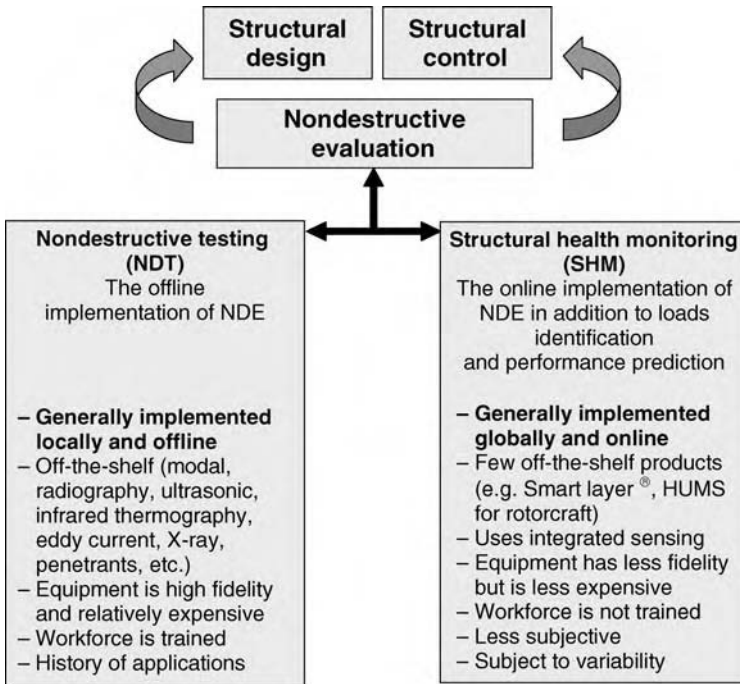 Structural
design
Structural
control
Nondestructive
evaluation
Nondestructive testing
(NDT)
The offline
implementation of NDE
– Generally implemented
locally and offline
– Off-the-shelf (modal,
radiography, ultrasonic,
infrared thermography,
eddy current, X-ray,
penetrants, etc.)
– Equipment is high fidelity
and relatively expensive
– Workforce is trained
– History of applications
Structural health monitoring
(SHM)
The online implementation of
NDE in addition to loads
identification
and performance prediction
– Generally implemented
globally and online
– Few off-the-shelf products
(e.g. Smart layer ®, HUMS
for rotorcraft)
– Uses integrated sensing
– Equipment has less fidelity
but is less expensive
– Workforce is not trained
– Less subjective
– Subject to variability